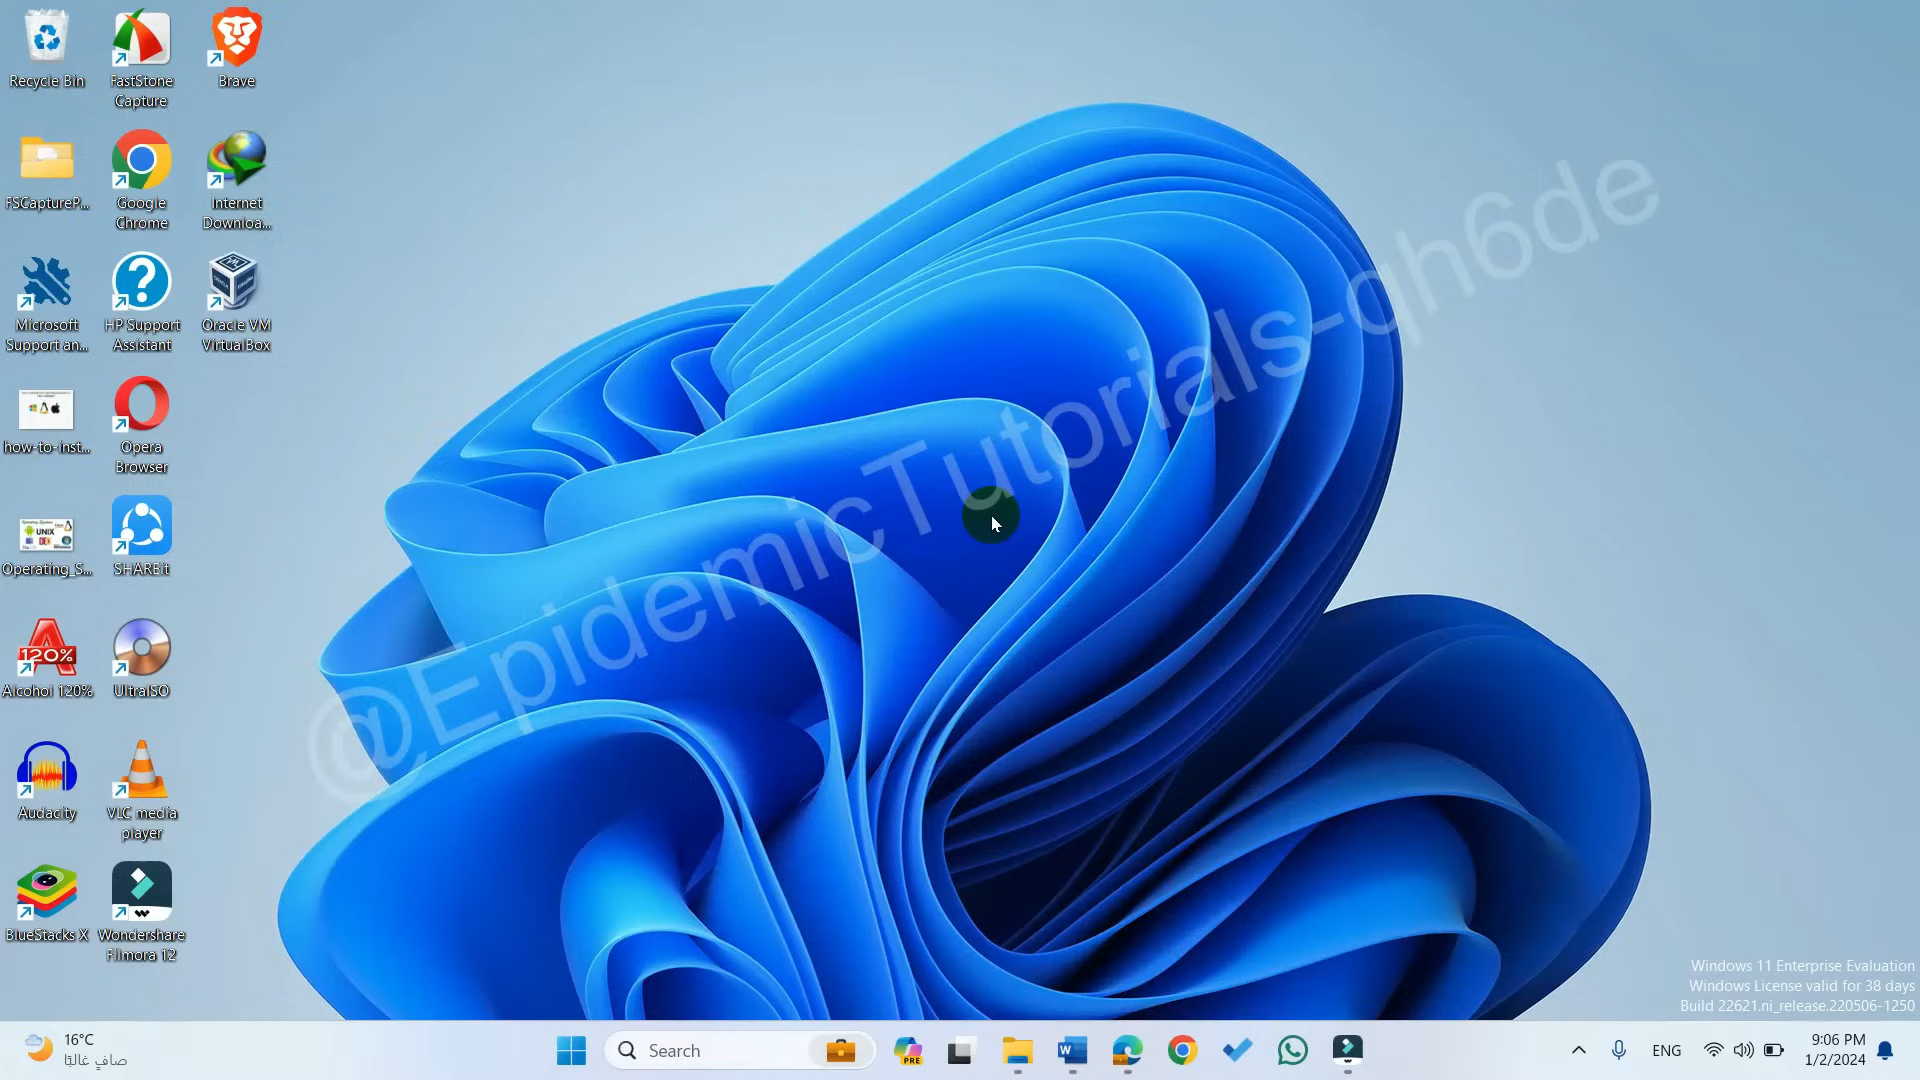 Recycle Bin
FastStone
Capture
Brave
FSCaptureP...
Google
Chrome
Internet
Downloa...
Microsoft
Support an...
HP Support
Assistant
Oracle VM
VirtualBox
how-to-inst...
Opera
Browser
UNIX
Operating_S...
SHAREit
120%
Alcohol 120%
UltraISO
Audacity
VLC media
player
BlueStacks X
Wondershare
Filmora 12
@EpidemicTutorials-qh6de
Windows 11 Enterprise Evaluation
Windows License valid for 38 days
Build 22621.ni_release.220506-1250
16°C
صافٍ غالبًا
Search
PRE
ENG
9:06 PM
1/2/2024